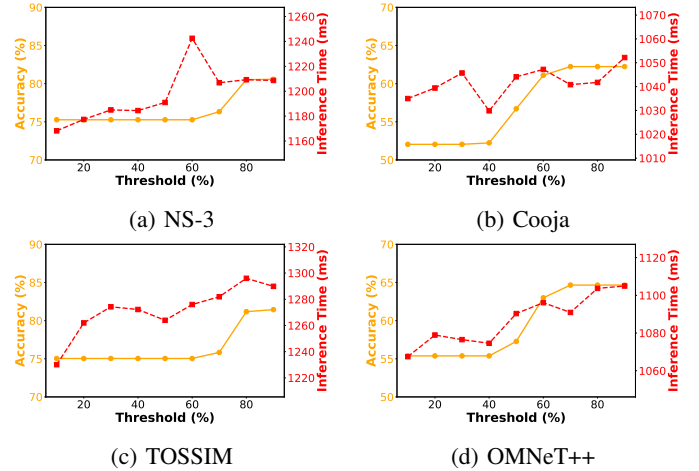 90
85
80
75
70
Accuracy (%)
1260
1240
1220
1200
1180
1160
Inference Time (ms)
20 40 60 80
Threshold (%)
(a) NS-3
70
65
60
55
50
Accuracy (%)
1070
1060
1050
1040
1030
1020
1010
Inference Time (ms)
20 40 60 80
Threshold (%)
(b) Cooja
90
85
80
75
70
Accuracy (%)
1320
1300
1280
1260
1240
1220
Inference Time (ms)
20 40 60 80
Threshold (%)
(c) TOSSIM
70
65
60
55
50
Accuracy (%)
1120
1100
1080
1060
Inference Time (ms)
20 40 60 80
Threshold (%)
(d) OMNeT++